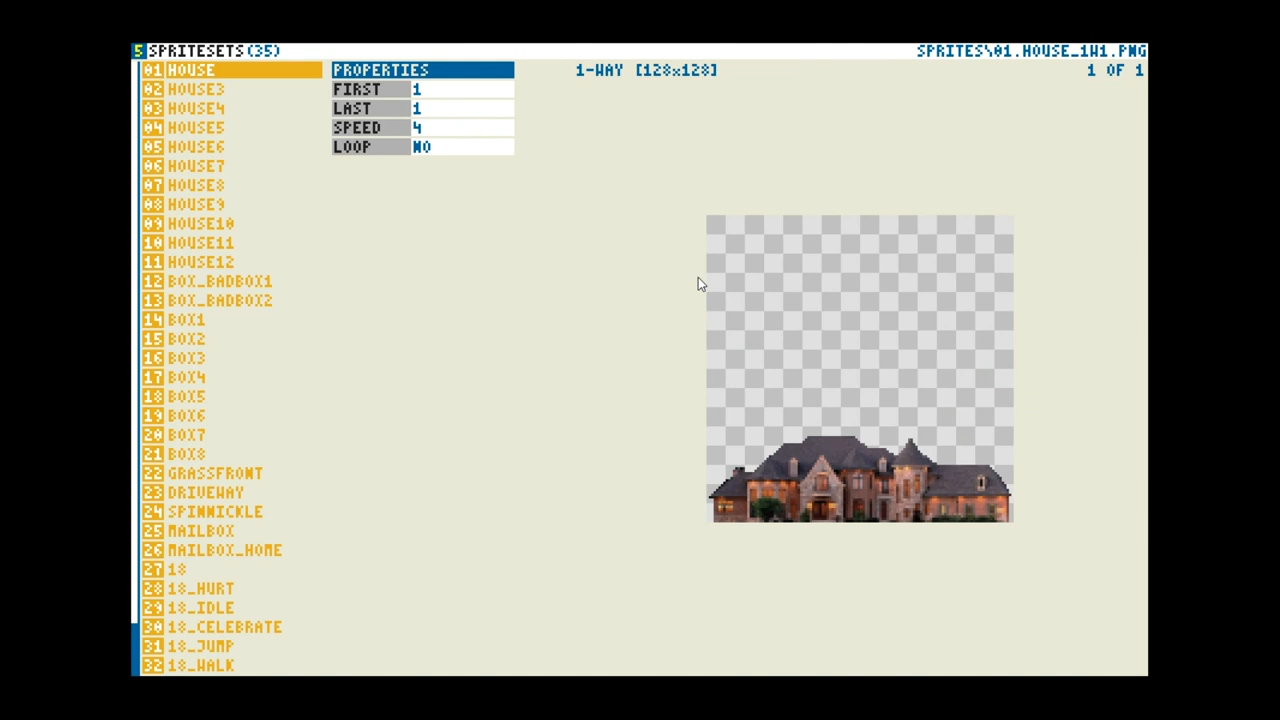 5 SPRITESETS(35) SPRITES\01.HOUSE_1W1.PNG
01 HOUSE
02 HOUSE3
03 HOUSE4
04 HOUSE5
05 HOUSE6
06 HOUSE7
07 HOUSE8
08 HOUSE9
09 HOUSE10
10 HOUSE11
11 HOUSE12
12 BOX_BADBOX1
13 BOX_BADBOX2
14 BOX1
15 BOX2
16 BOX3
17 BOX4
18 BOX5
19 BOX6
20 BOX7
21 BOX8
22 GRASSFRONT
23 DRIVEWAY
24 SPINNICKLE
25 MAILBOX
26 MAILBOX_HOME
27 18
28 18_HURT
29 18_IDLE
30 18_CELEBRATE
31 18_JUMP
32 18_WALK
PROPERTIES
FIRST 1
LAST 1
SPEED 4
LOOP NO
1-WAY [128x128] 1 OF 1